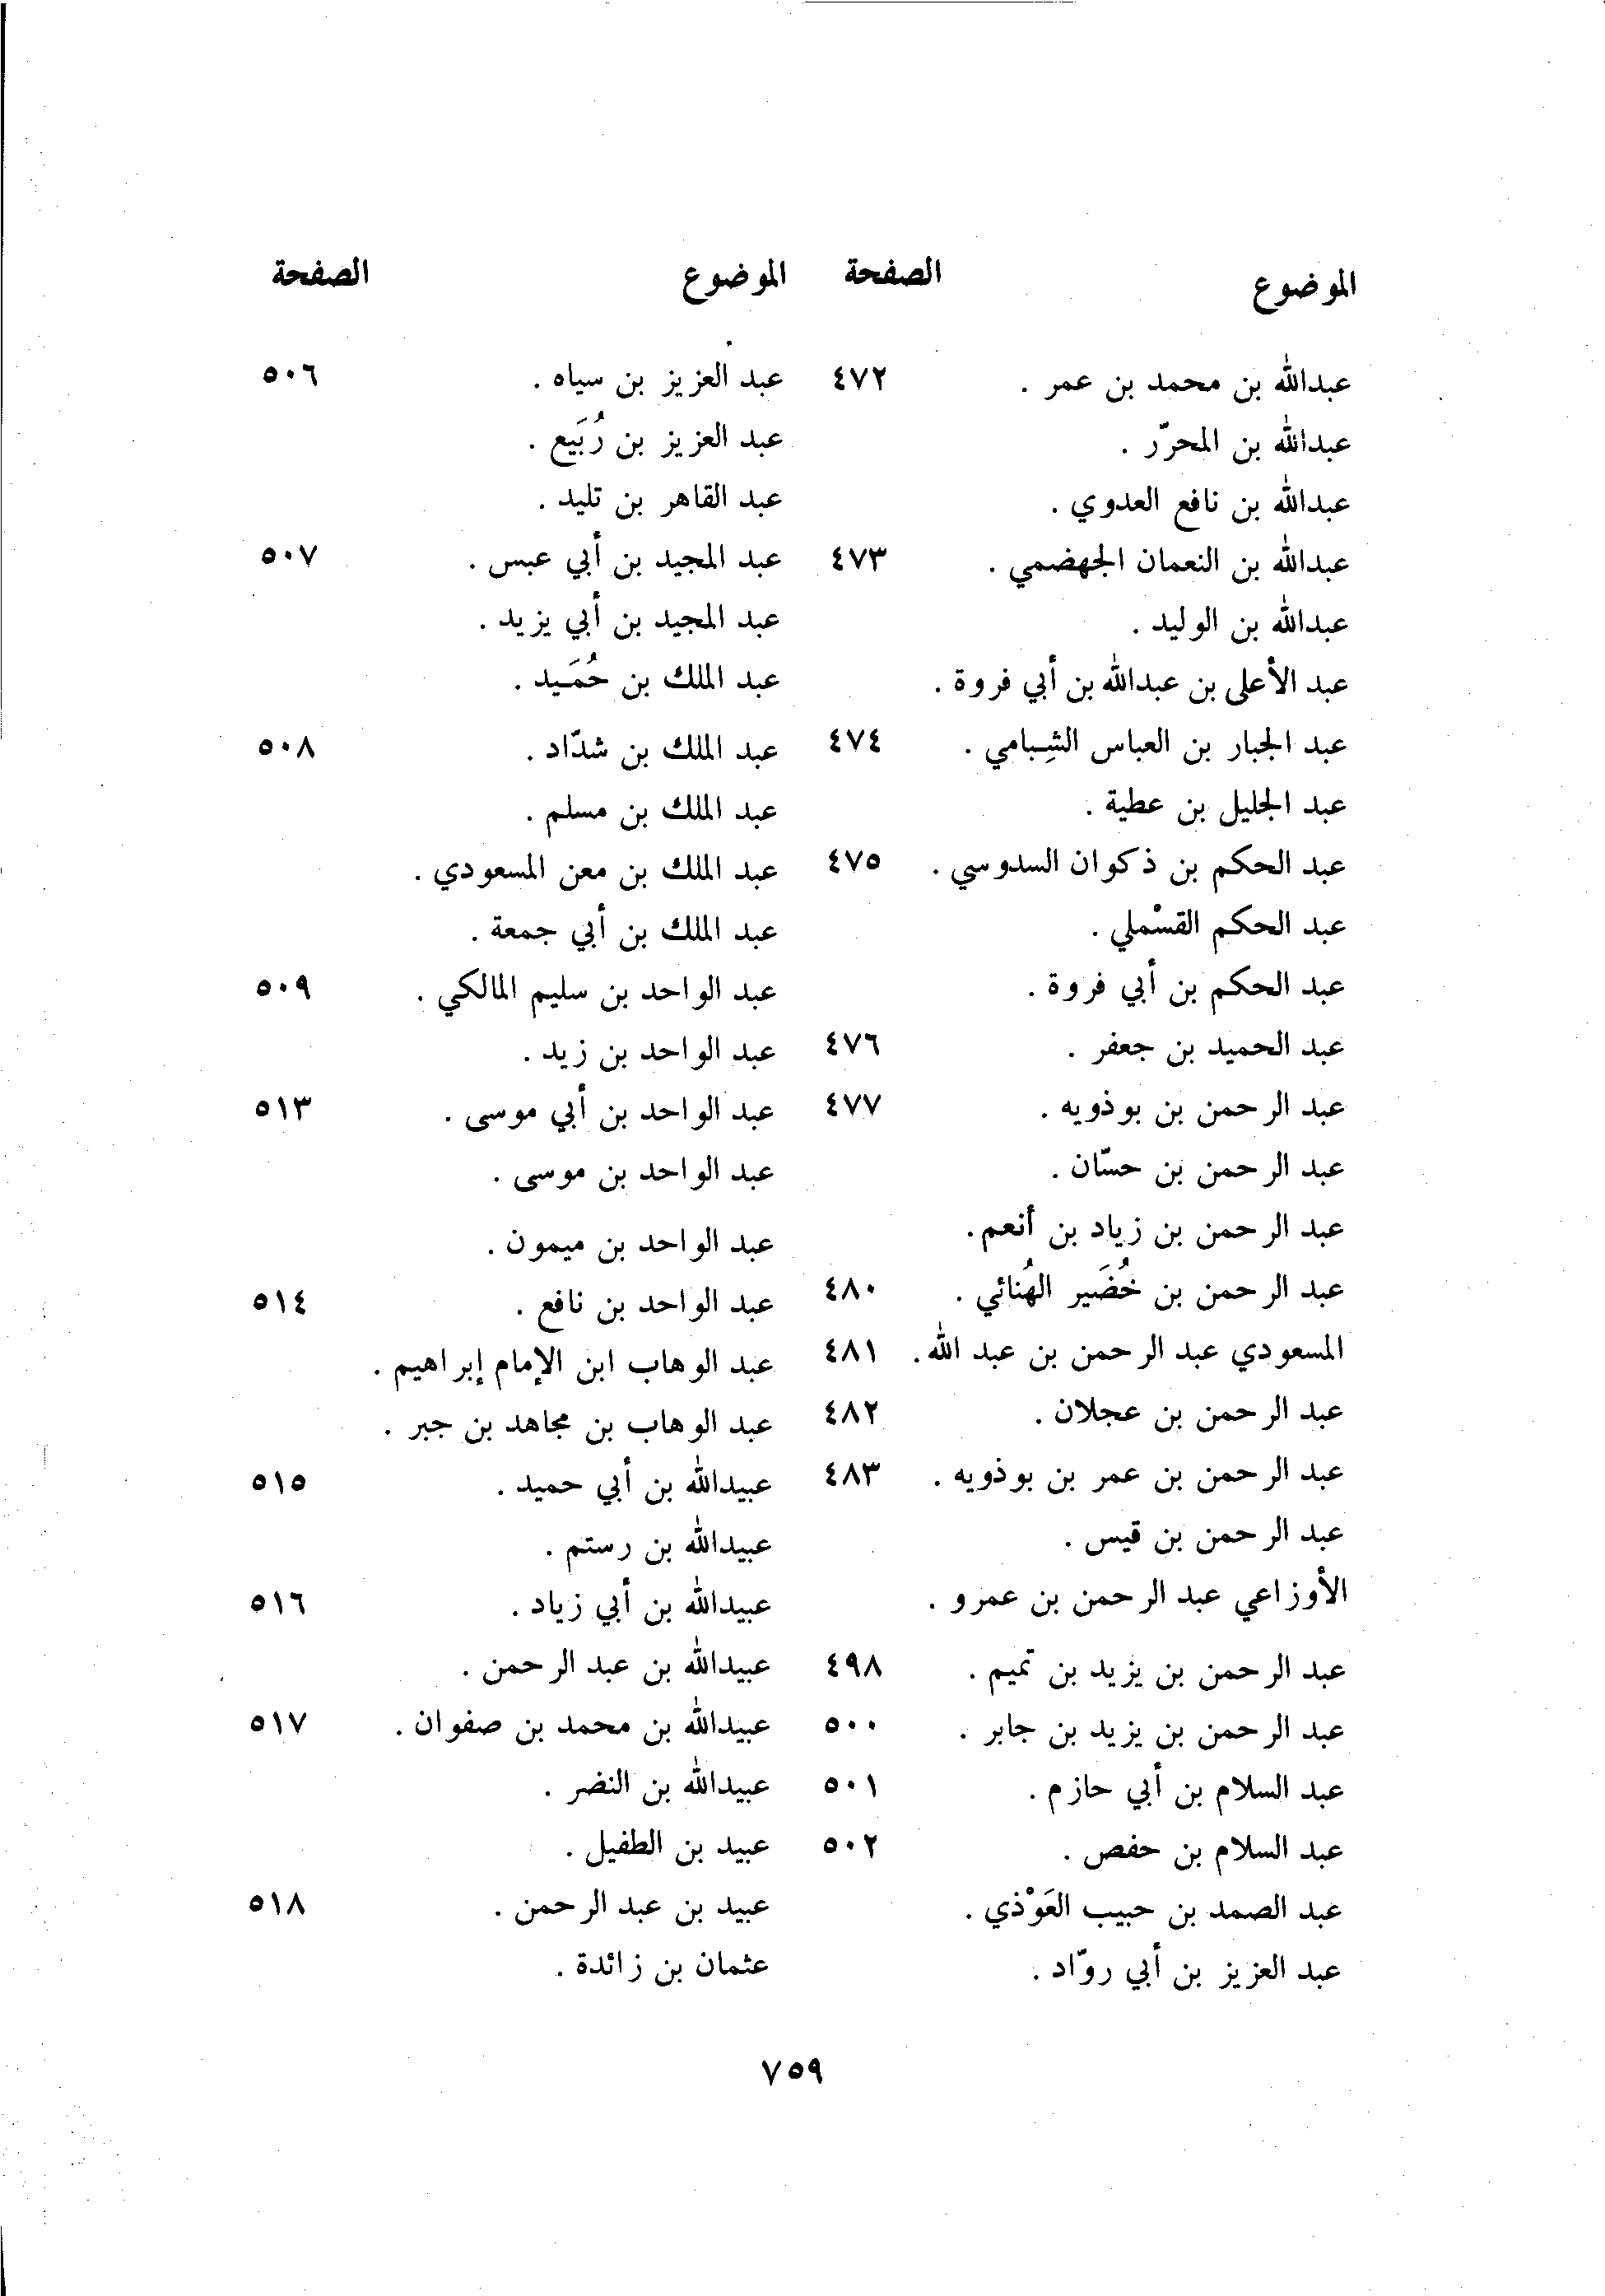 الموضوع الصفحة
عبدالله بن محمد بن عمر . ٤٧٢
عبدالله بن المحرّر .
عبدالله بن نافع العدوي .
عبدالله بن النعمان الجهضمي . ٤٧٣
عبدالله بن الوليد .
عبد الأعلى بن عبدالله بن أبي فروة .
عبد الجبار بن العباس الشِبامي . ٤٧٤
عبد الجليل بن عطية .
عبد الحكم بن ذكوان السدوسي . ٤٧٥
عبد الحكم القسْملي .
عبد الحكم بن أبي فروة .
عبد الحميد بن جعفر . ٤٧٦
عبد الرحمن بن بوذويه . ٤٧٧
عبد الرحمن بن حسّان .
عبد الرحمن بن زياد بن أنعم.
عبد الرحمن بن خُضَير الهُنائي . ٤٨٠
المسعودي عبد الرحمن بن عبد الله. ٤٨١
عبد الرحمن بن عجلان . ٤٨٢
عبد الرحمن بن عمر بن بوذويه . ٤٨٣
عبد الرحمن بن قيس .
الأوزاعي عبد الرحمن بن عمرو .
عبد الرحمن بن يزيد بن تميم . ٤٩٨
عبد الرحمن بن يزيد بن جابر . ٥٠٠
عبد السلام بن أبي حازم . ٥٠١
عبد السلام بن حفص . ٥٠٢
عبد الصمد بن حبيب العَوْذي .
عبد العزيز بن أبي روّاد .
الموضوع الصفحة
عبد العزيز بن سياه . ٥٠٦
عبد العزيز بن رُبَيع .
عبد القاهر بن تليد .
عبد المجيد بن أبي عبس . ٥٠٧
عبد المجيد بن أبي يزيد .
عبد الملك بن حُمَيد .
عبد الملك بن شدّاد . ٥٠٨
عبد الملك بن مسلم .
عبد الملك بن معن المسعودي .
عبد الملك بن أبي جمعة .
عبد الواحد بن سليم المالكي . ٥٠٩
عبد الواحد بن زيد .
عبد الواحد بن أبي موسى . ٥١٣
عبد الواحد بن موسى .
عبد الواحد بن ميمون .
عبد الواحد بن نافع . ٥١٤
عبد الوهاب ابن الإمام إبراهيم .
عبد الوهاب بن مجاهد بن جبر .
عبيدالله بن أبي حميد . ٥١٥
عبيدالله بن رستم .
عبيدالله بن أبي زياد . ٥١٦
عبيدالله بن عبد الرحمن .
عبيدالله بن محمد بن صفوان . ٥١٧
عبيدالله بن النضر .
عبيد بن الطفيل .
عبيد بن عبد الرحمن . ٥١٨
عثمان بن زائدة .
٧٥٩